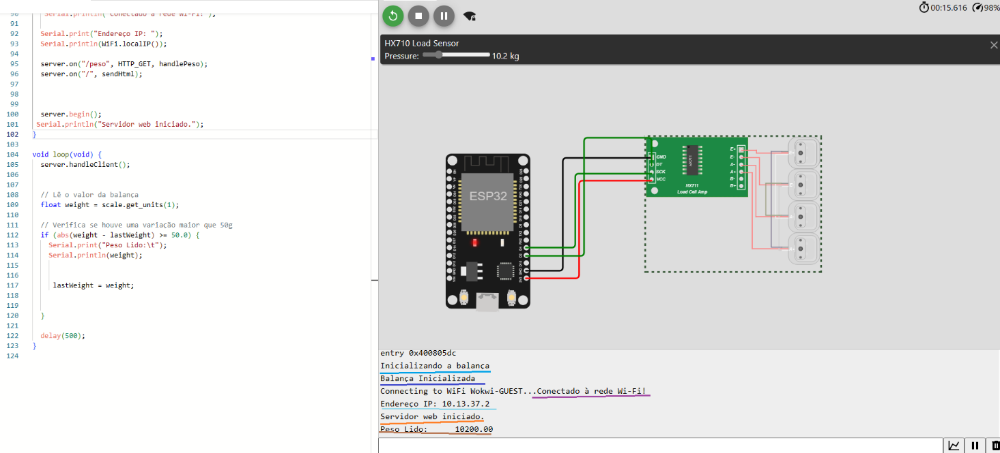 90 Serial.println("Conectado à rede Wi-Fi!");
91
92 Serial.print("Endereço IP: ");
93 Serial.println(WiFi.localIP());
94
95 server.on("/peso", HTTP_GET, handlePeso);
96 server.on("/", sendHtml);
97
98
99
100 server.begin();
101 Serial.println("Servidor web iniciado.");
102 }
103
104 void loop(void) {
105 server.handleClient();
106
107
108 // Lê o valor da balança
109 float weight = scale.get_units(1);
110
111 // Verifica se houve uma variação maior que 50g
112 if (abs(weight - lastWeight) >= 50.0) {
113 Serial.print("Peso Lido:\t");
114 Serial.println(weight);
115
116
117 lastWeight = weight;
118
119
120 }
121
122 delay(500);
123 }
124
00:15.616 98%
HX710 Load Sensor
Pressure: 10.2 kg
ESP32
GND
DT
SCK
VCC
HX711
E+
E-
A-
A+
B-
B+
HX711
Load Cell Amp
entry 0x400805dc
Inicializando a balança
Balança Inicializada
Connecting to WiFi Wokwi-GUEST...Conectado à rede Wi-Fi!
Endereço IP: 10.13.37.2
Servidor web iniciado.
Peso Lido: 10200.00